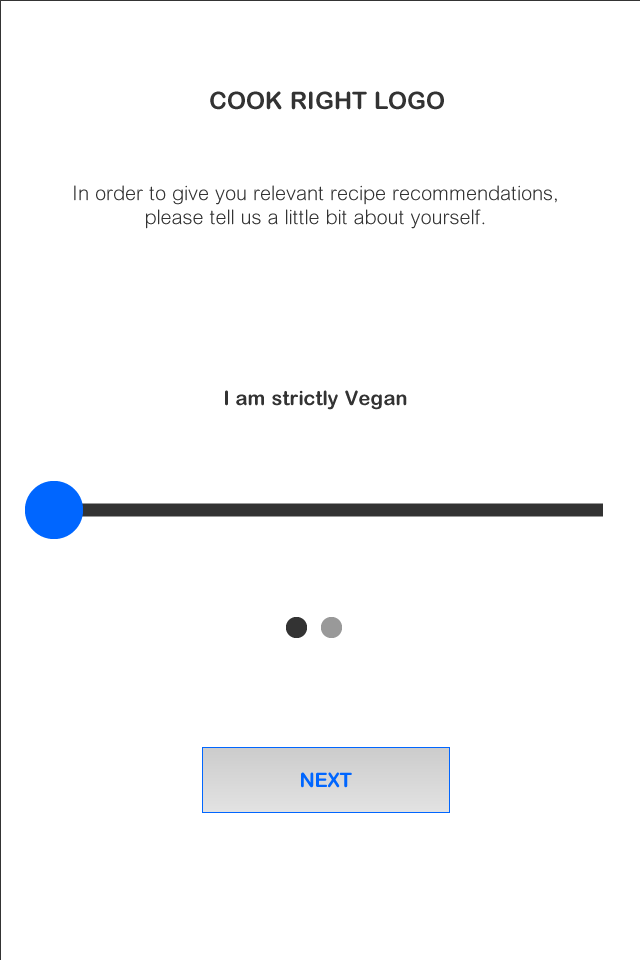 COOK RIGHT LOGO
In order to give you relevant recipe recommendations,
please tell us a little bit about yourself.
I am strictly Vegan
NEXT